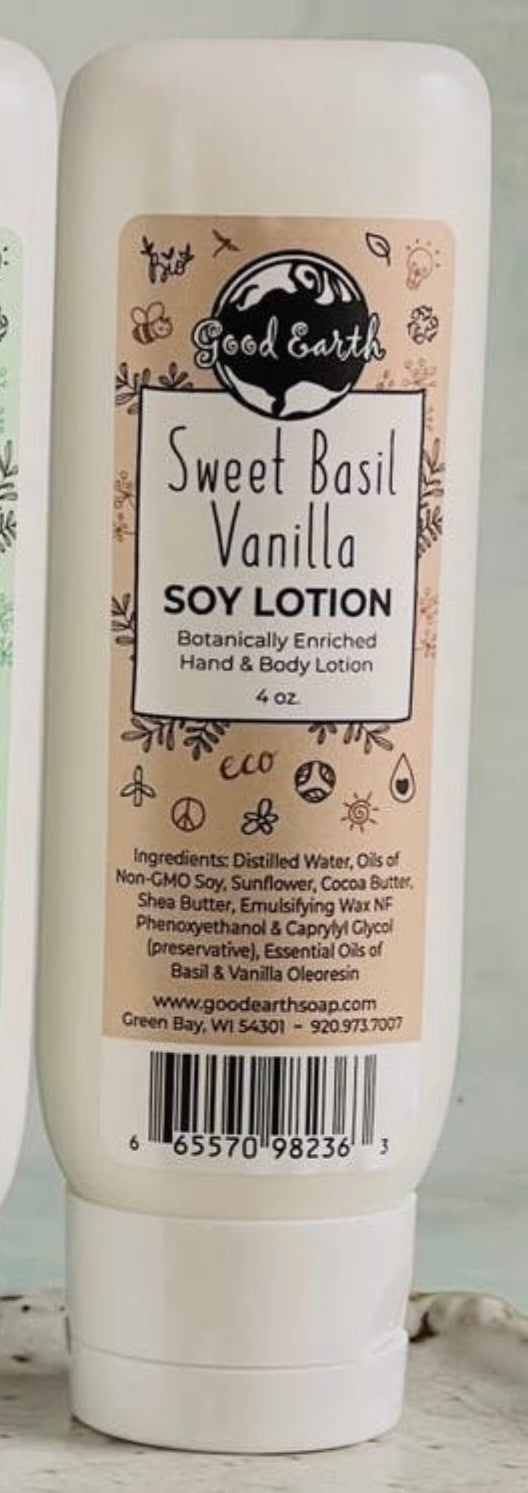 Bio
Good Earth
Sweet Basil
Vanilla
SOY LOTION
Botanically Enriched
Hand & Body Lotion
4 oz.
eco
Ingredients: Distilled Water, Oils of
Non-GMO Soy, Sunflower, Cocoa Butter,
Shea Butter, Emulsifying Wax NF
Phenoxyethanol & Caprylyl Glycol
(preservative), Essential Oils of
Basil & Vanilla Oleoresin
www.goodearthsoap.com
Green Bay, WI 54301 - 920.973.7007
6 65570 98236 3